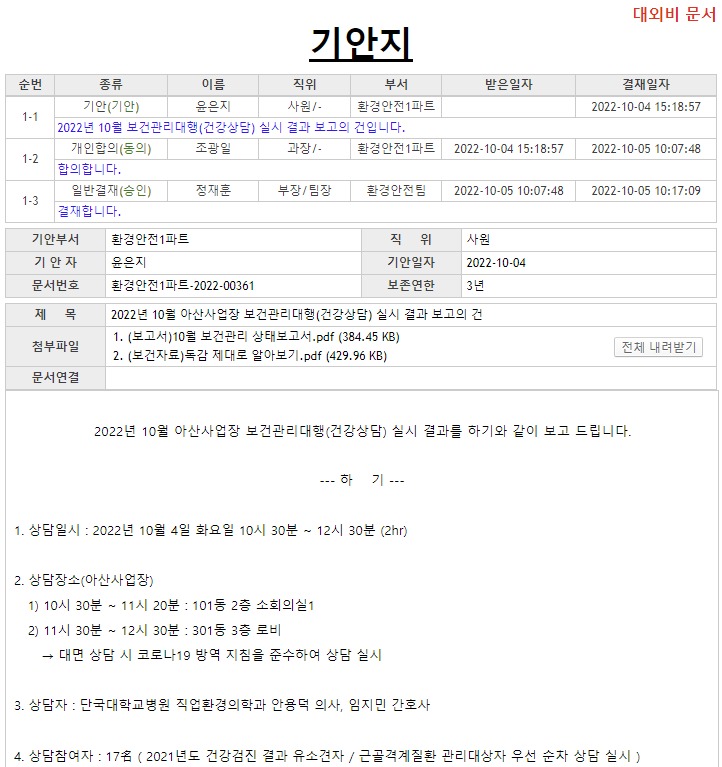 대외비 문서
기안지
순번 종류 이름 직위 부서 받은일자 결재일자
1-1 기안(기안) 윤은지 사원/- 환경안전1파트 2022-10-04 15:18:57
2022년 10월 보건관리대행(건강상담) 실시 결과 보고의 건입니다.
1-2 개인합의(동의) 조광일 과장/- 환경안전1파트 2022-10-04 15:18:57 2022-10-05 10:07:48
합의합니다.
1-3 일반결재(승인) 정재훈 부장/팀장 환경안전팀 2022-10-05 10:07:48 2022-10-05 10:17:09
결재합니다.
기안부서 환경안전1파트 직 위 사원
기 안 자 윤은지 기안일자 2022-10-04
문서번호 환경안전1파트-2022-00361 보존연한 3년
제 목 2022년 10월 아산사업장 보건관리대행(건강상담) 실시 결과 보고의 건
첨부파일 1. (보고서)10월 보건관리 상태보고서.pdf (384.45 KB)
2. (보건자료)독감 제대로 알아보기.pdf (429.96 KB) 전체 내려받기
문서연결
2022년 10월 아산사업장 보건관리대행(건강상담) 실시 결과를 하기와 같이 보고 드립니다.
--- 하 기 ---
1. 상담일시 : 2022년 10월 4일 화요일 10시 30분 ~ 12시 30분 (2hr)
2. 상담장소(아산사업장)
1) 10시 30분 ~ 11시 20분 : 101동 2층 소회의실1
2) 11시 30분 ~ 12시 30분 : 301동 3층 로비
→ 대면 상담 시 코로나19 방역 지침을 준수하여 상담 실시
3. 상담자 : 단국대학교병원 직업환경의학과 안용덕 의사, 임지민 간호사
4. 상담참여자 : 17名 ( 2021년도 건강검진 결과 유소견자 / 근골격계질환 관리대상자 우선 순차 상담 실시 )